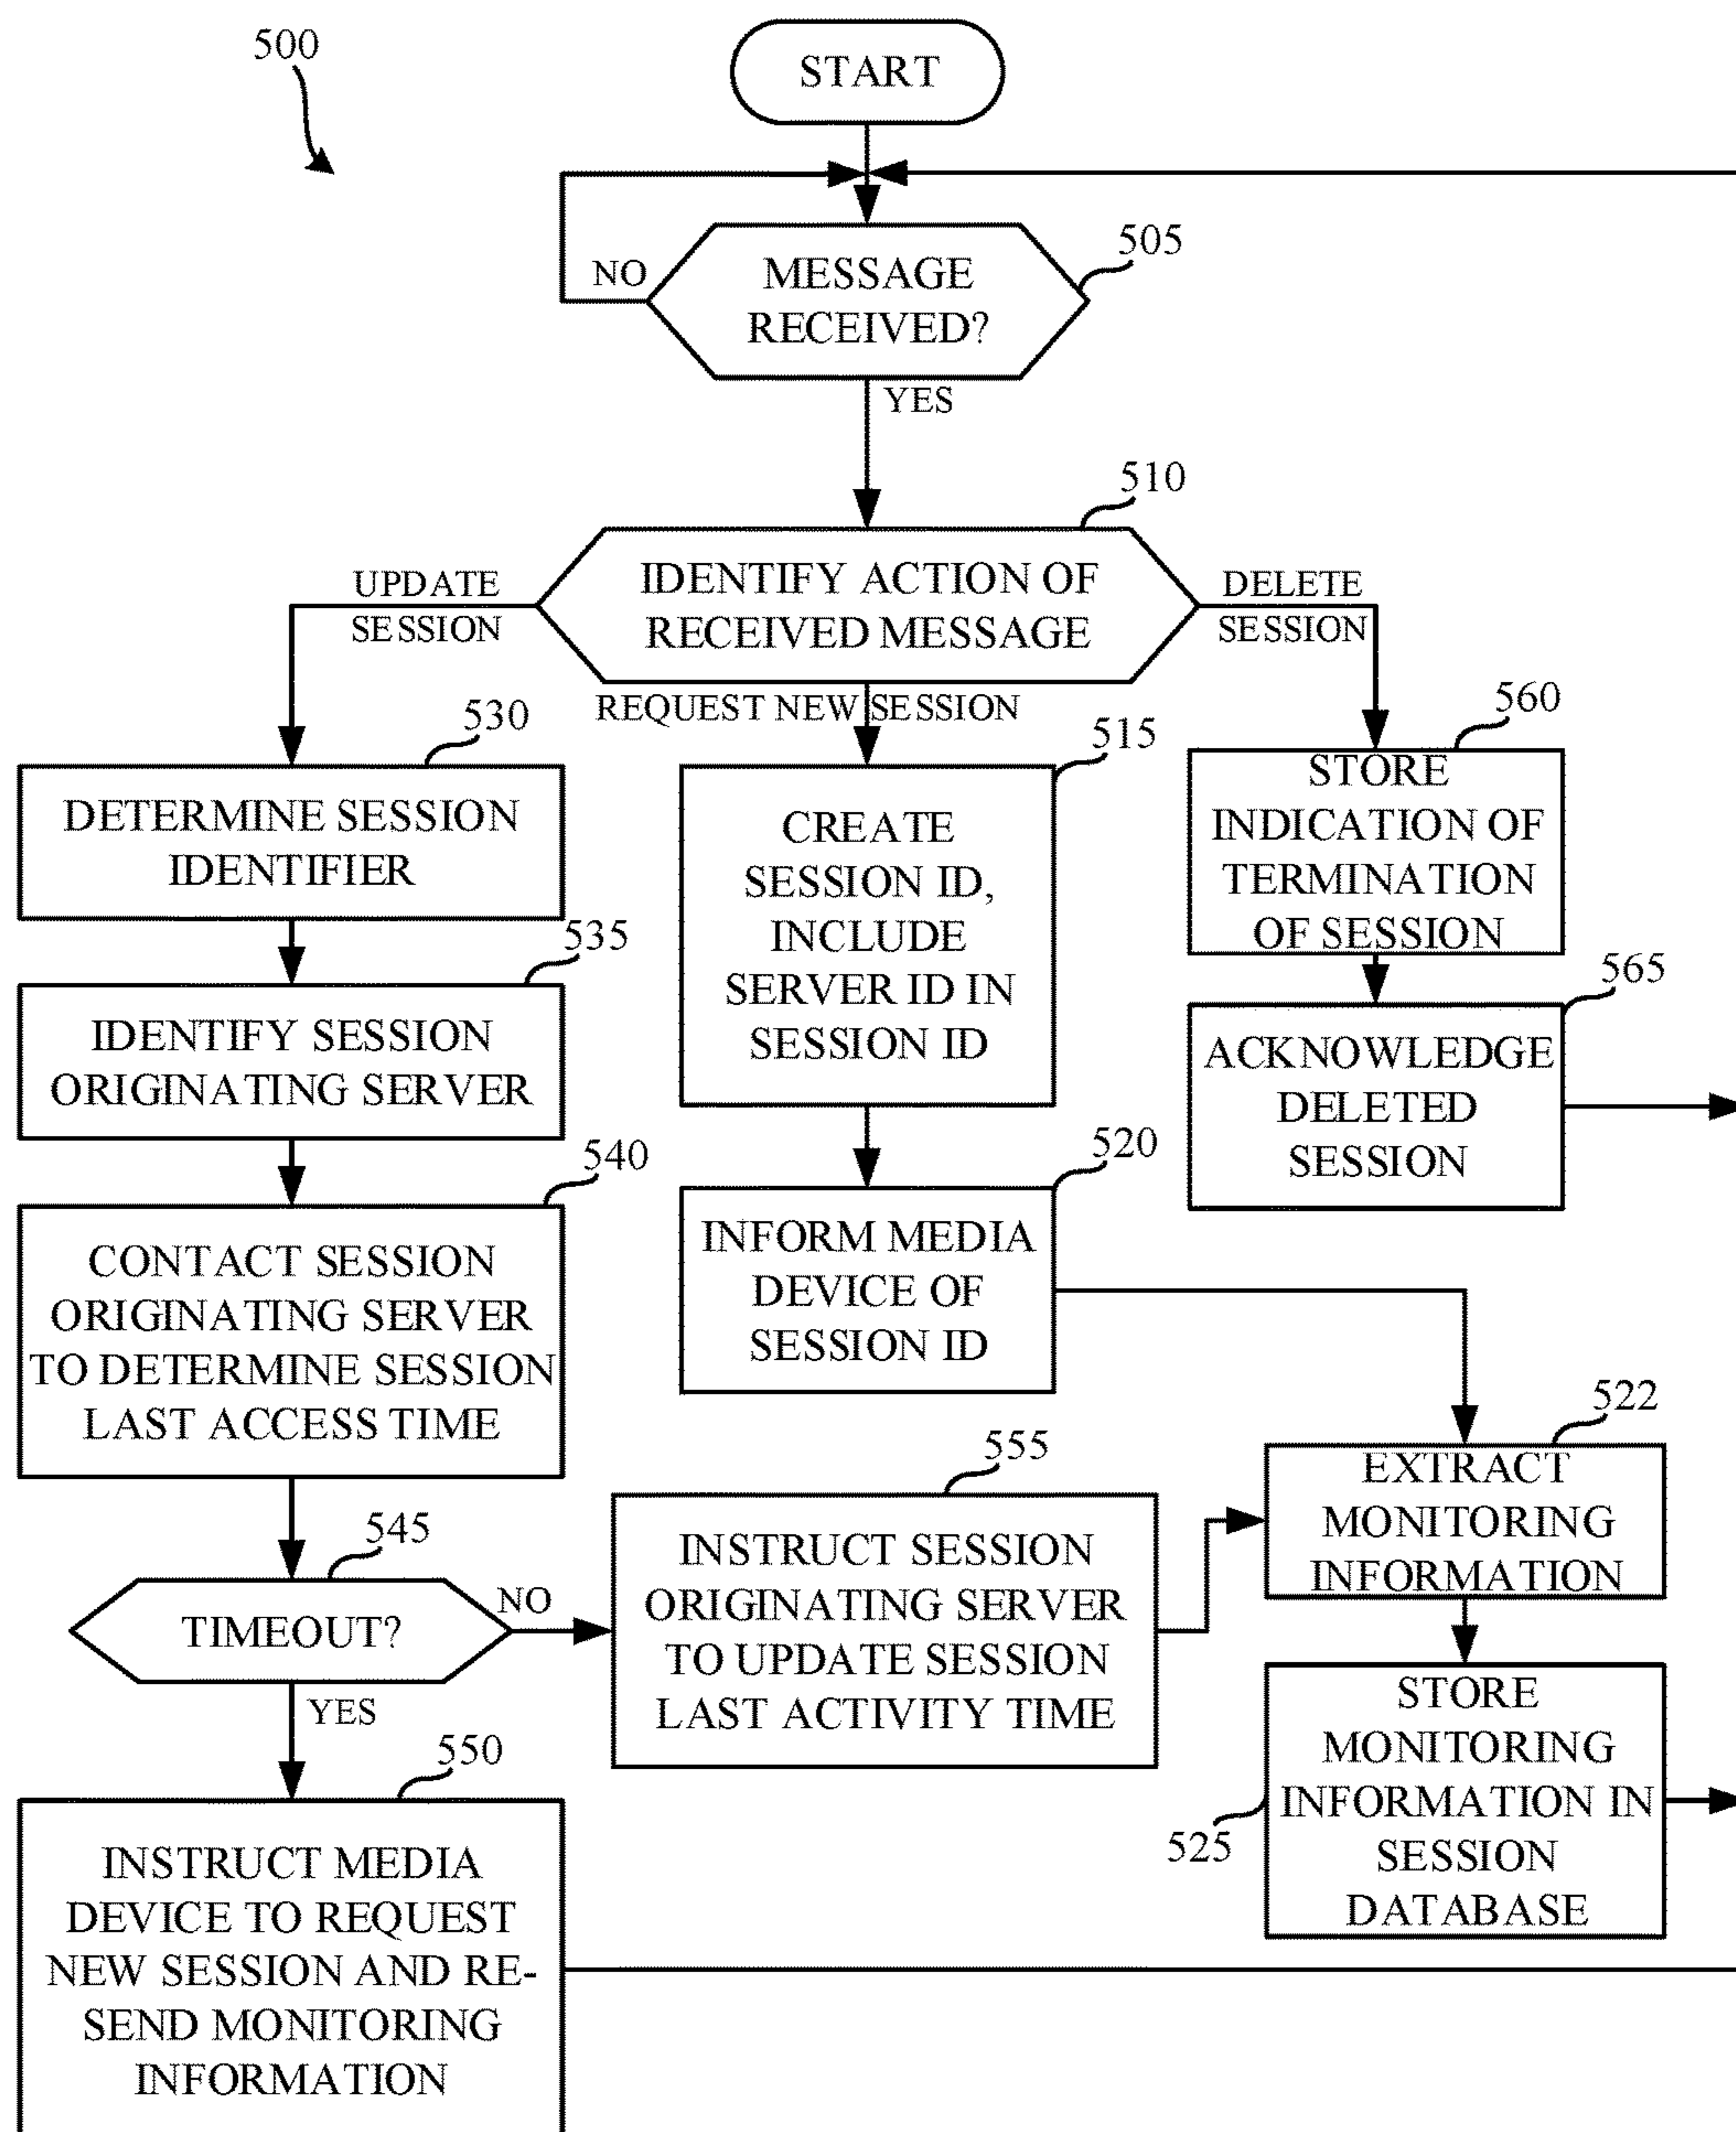 500
START
505
NO
MESSAGE
RECEIVED?
YES
510
IDENTIFY ACTION OF
RECEIVED MESSAGE
UPDATE
SESSION
REQUEST NEW SESSION
DELETE
SESSION
530
DETERMINE SESSION
IDENTIFIER
535
IDENTIFY SESSION
ORIGINATING SERVER
540
CONTACT SESSION
ORIGINATING SERVER
TO DETERMINE SESSION
LAST ACCESS TIME
545
TIMEOUT?
NO
YES
550
INSTRUCT MEDIA
DEVICE TO REQUEST
NEW SESSION AND RE-
SEND MONITORING
INFORMATION
515
CREATE
SESSION ID,
INCLUDE
SERVER ID IN
SESSION ID
520
INFORM MEDIA
DEVICE OF
SESSION ID
555
INSTRUCT SESSION
ORIGINATING SERVER
TO UPDATE SESSION
LAST ACTIVITY TIME
560
STORE
INDICATION OF
TERMINATION
OF SESSION
565
ACKNOWLEDGE
DELETED
SESSION
522
EXTRACT
MONITORING
INFORMATION
525
STORE
MONITORING
INFORMATION IN
SESSION
DATABASE